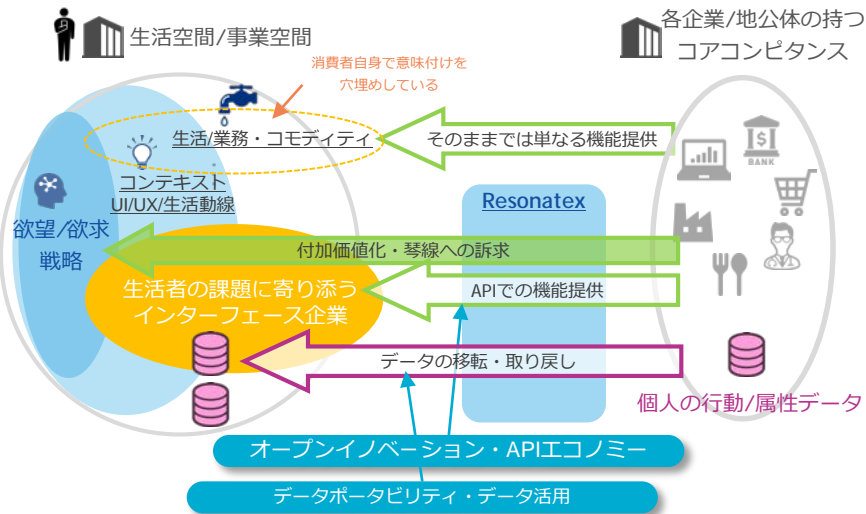 生活空間/事業空間
各企業/地公体の持つ
コアコンピタンス
消費者自身で意味付けを
穴埋めしている
生活/業務・コモディティ
そのままでは単なる機能提供
BANK
コンテキスト
UI/UX/生活動線
Resonatex
欲望/欲求
戦略
付加価値化・琴線への訴求
生活者の課題に寄り添う
インターフェース企業
APIでの機能提供
データの移転・取り戻し
個人の行動/属性データ
オープンイノベーション・APIエコノミー
データポータビリティ・データ活用